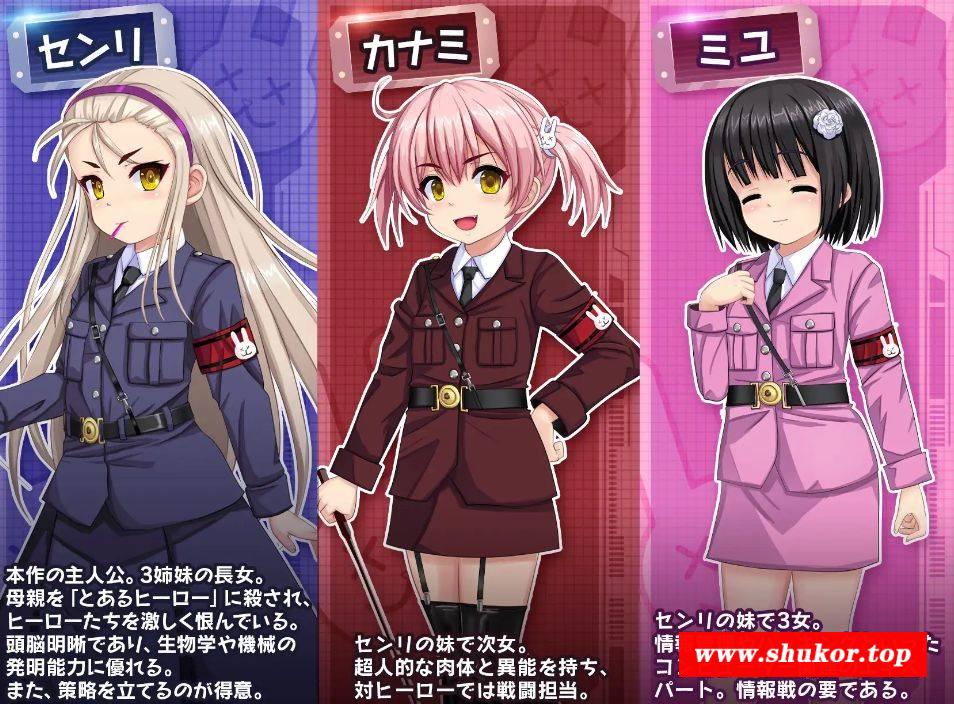 センリ
本作の主人公。3姉妹の長女。
母親を「とあるヒーロー」に殺され、
ヒーローたちを激しく恨んでいる。
頭脳明晰であり、生物学や機械の
発明能力に優れる。
また、策略を立てるのが得意。
カナミ
センリの妹で次女。
超人的な肉体と異能を持ち、
対ヒーローでは戦闘担当。
ミユ
センリの妹で3女。
情
た
コ
パート。情報戦の要である。
www.shukor.top